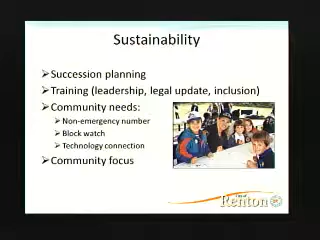 Sustainability
➢Succession planning
➢Training (leadership, legal update, inclusion)
➢Community needs:
➢Non-emergency number
➢Block watch
➢Technology connection
➢Community focus
Renton